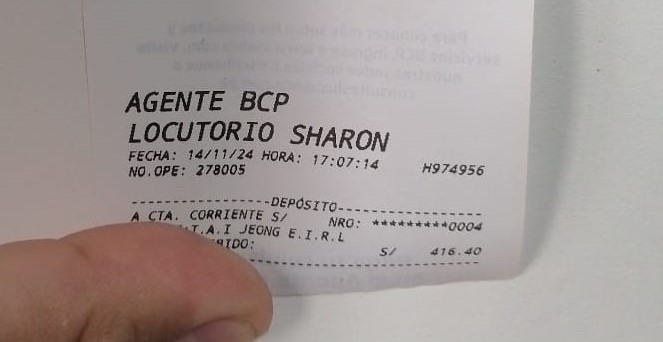 AGENTE BCP
LOCUTORIO SHARON
FECHA: 14/11/24 HORA: 17:07:14 H974956
NO.OPE: 278005
--------------------DEPÓSITO--------------------
A CTA. CORRIENTE S/ NRO: *********0004
T.A.I JEONG E.I.R.L
S/ 416.40